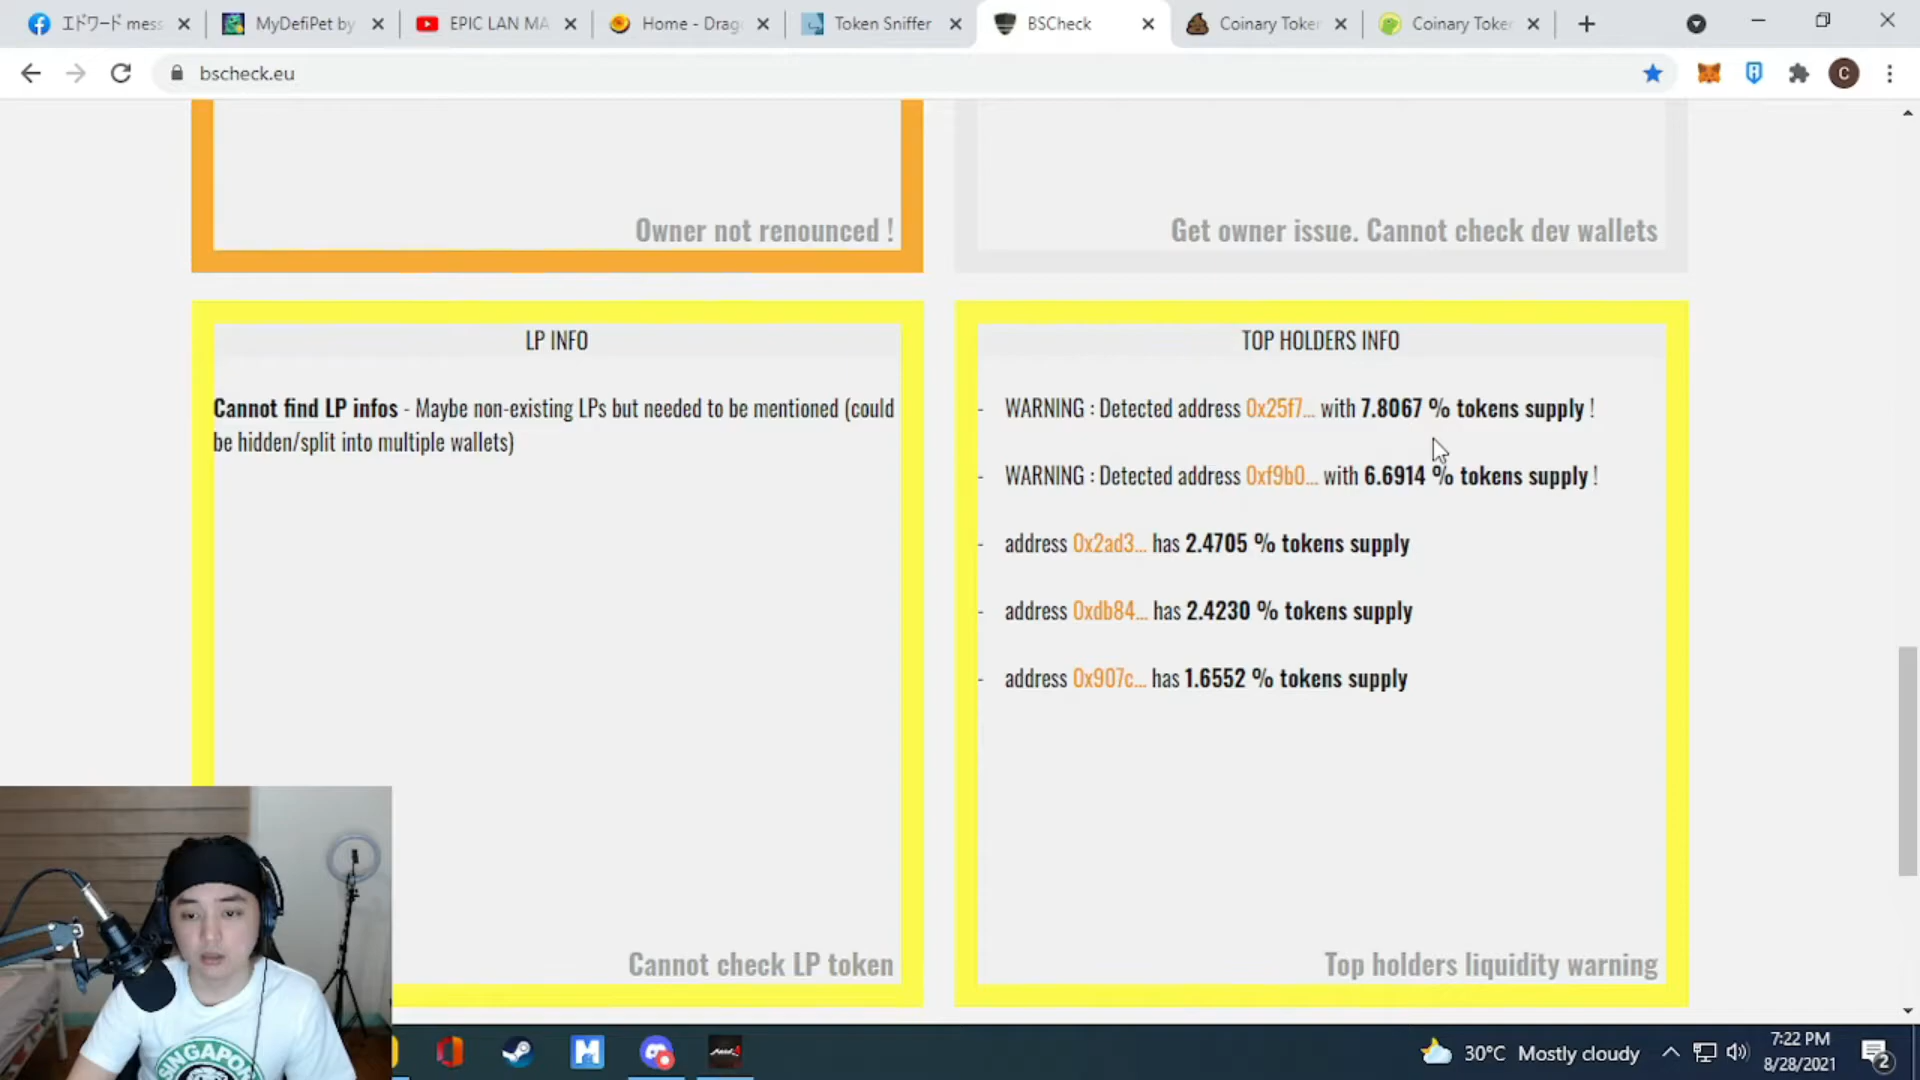 エドワード mess
MyDefiPet by
EPIC LAN MA
Home - Drag
Token Sniffer
BSCheck
Coinary Toke
Coinary Toke
bscheck.eu
C
Owner not renounced !
Get owner issue. Cannot check dev wallets
LP INFO
Cannot find LP infos - Maybe non-existing LPs but needed to be mentioned (could
be hidden/split into multiple wallets)
Cannot check LP token
TOP HOLDERS INFO
- WARNING : Detected address 0x25f7... with 7.8067 % tokens supply !
- WARNING : Detected address 0xf9b0... with 6.6914 % tokens supply !
- address 0x2ad3... has 2.4705 % tokens supply
- address 0xdb84... has 2.4230 % tokens supply
- address 0x907c... has 1.6552 % tokens supply
Top holders liquidity warning
SINGAPOR
30°C Mostly cloudy
7:22 PM
8/28/2021
2